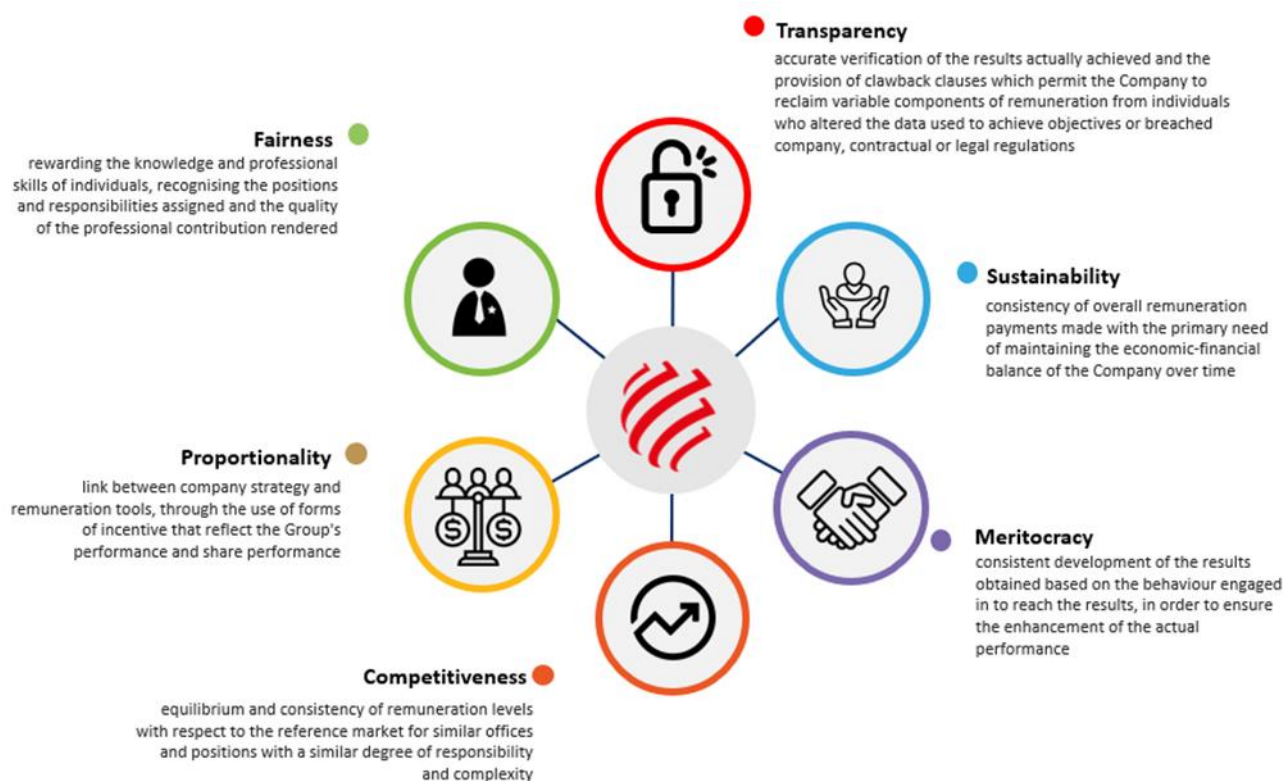 Transparency
accurate verification of the results actually achieved and the
provision of clawback clauses which permit the Company to
reclaim variable components of remuneration from individuals
who altered the data used to achieve objectives or breached
company, contractual or legal regulations
Fairness
rewarding the knowledge and professional
skills of individuals, recognising the positions
and responsibilities assigned and the quality
of the professional contribution rendered
Sustainability
consistency of overall remuneration
payments made with the primary need
of maintaining the economic-financial
balance of the Company over time
Proportionality
link between company strategy and
remuneration tools, through the use of forms
of incentive that reflect the Group's
performance and share performance
$ $
Meritocracy
consistent development of the results
obtained based on the behaviour engaged
in to reach the results, in order to ensure
the enhancement of the actual
performance
Competitiveness
equilibrium and consistency of remuneration levels
with respect to the reference market for similar offices
and positions with a similar degree of responsibility
and complexity